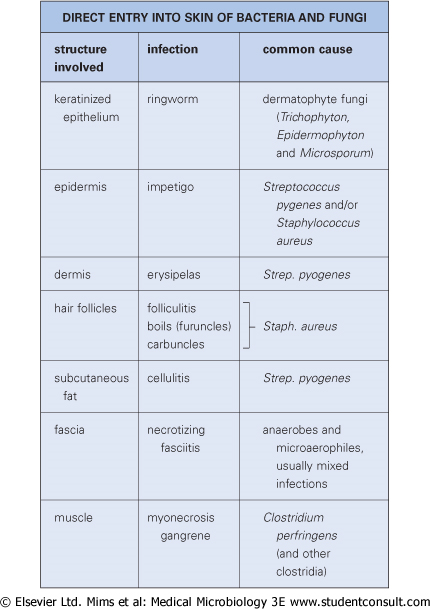 DIRECT ENTRY INTO SKIN OF BACTERIA AND FUNGI
structure involved | infection | common cause
keratinized epithelium | ringworm | dermatophyte fungi
(Trichophyton,
Epidermophyton
and Microsporum)
epidermis | impetigo | Streptococcus
pygenes and/or
Staphylococcus
aureus
dermis | erysipelas | Strep. pyogenes
hair follicles | folliculitis
boils (furuncles) | Staph. aureus
carbuncles
subcutaneous fat | cellulitis | Strep. pyogenes
fascia | necrotizing fasciitis | anaerobes and
microaerophiles,
usually mixed
infections
muscle | myonecrosis gangrene | Clostridium
perfringens
(and other
clostridia)
© Elsevier Ltd. Mims et al: Medical Microbiology 3E www.studentconsult.com